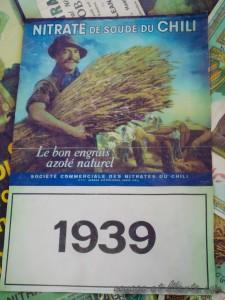 NITRATE DE SOUDE DU CHILI
Le bon engrais
azoté naturel
SOCIÉTÉ COMMERCIALE DES NITRATES DU CHILI
1939